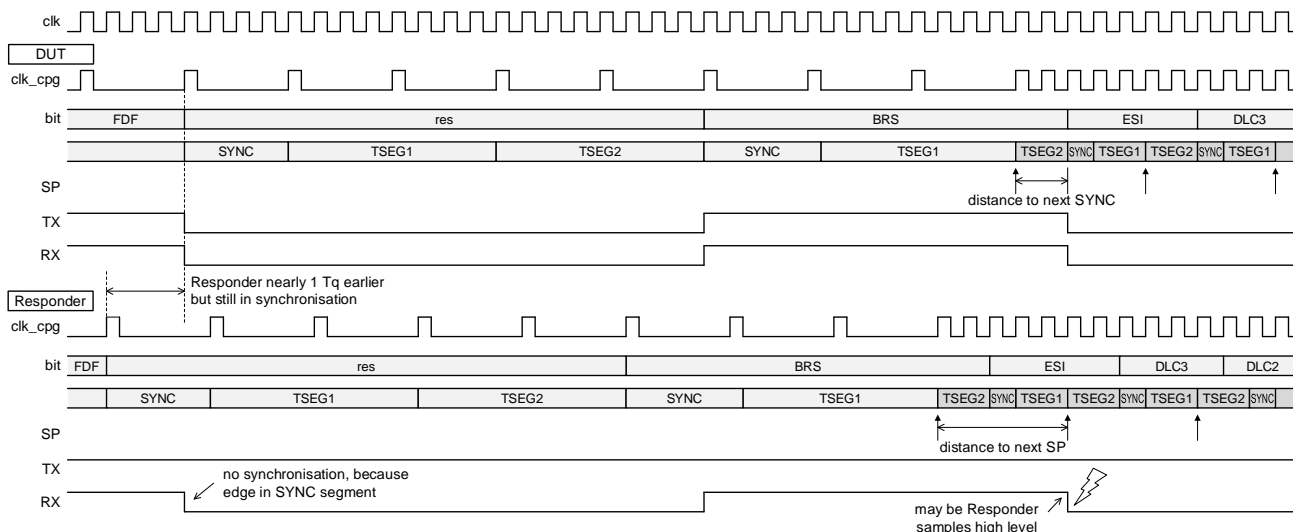 clk
DUT
clk_cpg
bit FDF res BRS ESI DLC3
SYNC TSEG1 TSEG2 SYNC TSEG1 TSEG2 SYNC TSEG1 TSEG2 SYNC TSEG1
SP
distance to next SYNC
TX
RX
Responder nearly 1 Tq earlier
but still in synchronisation
Responder
clk_cpg
bit FDF res BRS ESI DLC3 DLC2
SYNC TSEG1 TSEG2 SYNC TSEG1 TSEG2 SYNC TSEG1 TSEG2 SYNC TSEG1 TSEG2 SYNC
SP
distance to next SP
TX
no synchronisation, because
edge in SYNC segment
RX
may be Responder
samples high level